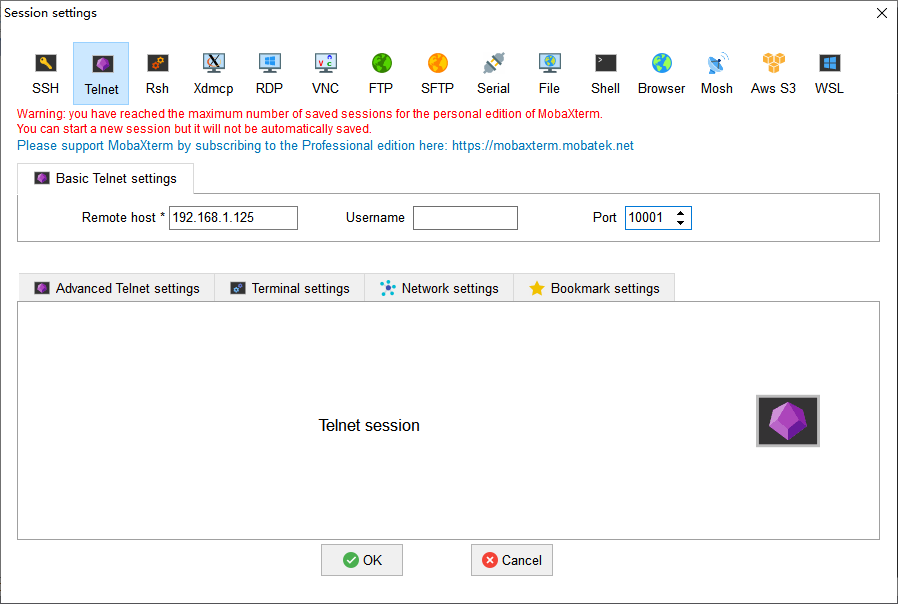 Session settings
SSH Telnet Rsh Xdmcp RDP VNC FTP SFTP Serial File Shell Browser Mosh Aws S3 WSL
Warning: you have reached the maximum number of saved sessions for the personal edition of MobaXterm.
You can start a new session but it will not be automatically saved.
Please support MobaXterm by subscribing to the Professional edition here: https://mobaxterm.mobatek.net
Basic Telnet settings
Remote host * 192.168.1.125 Username Port 10001
Advanced Telnet settings Terminal settings Network settings Bookmark settings
Telnet session
OK Cancel